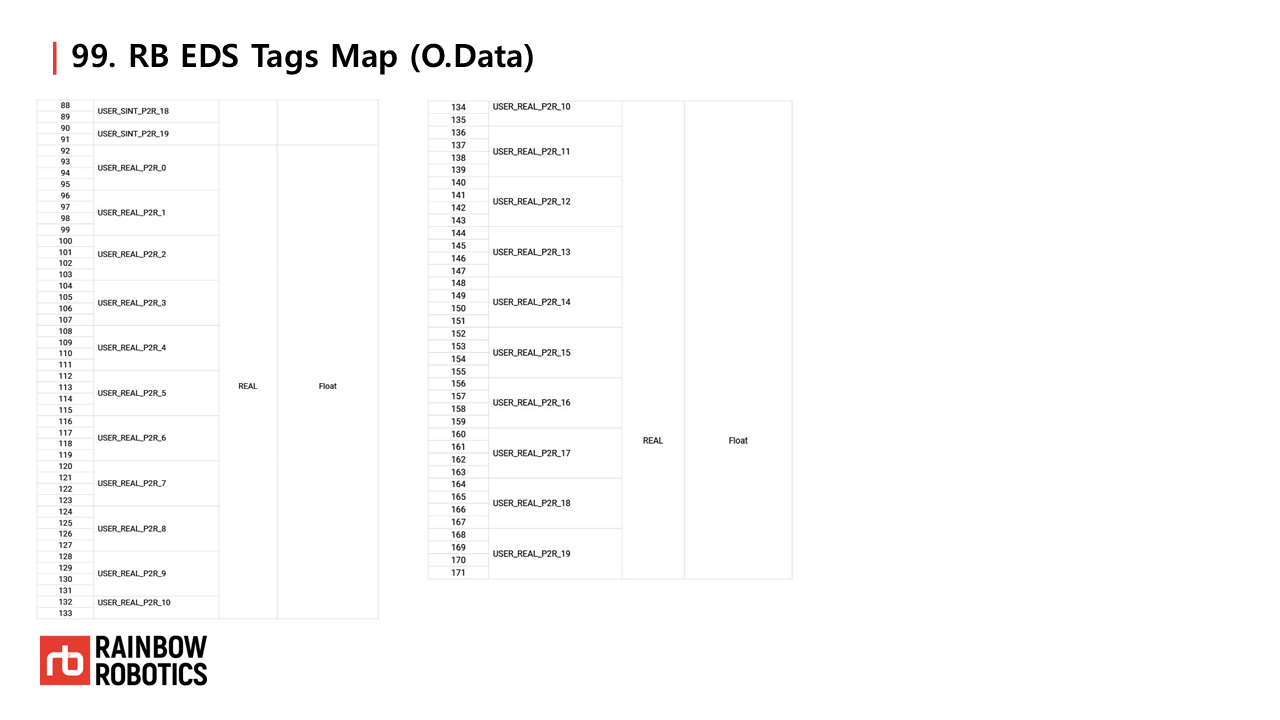 99. RB EDS Tags Map (O.Data)
88
USER_SINT_P2R_18
89
90
USER_SINT_P2R_19
91
92
93
USER_REAL_P2R_0
94
95
96
97
USER_REAL_P2R_1
98
99
100
101
USER_REAL_P2R_2
102
103
104
105
USER_REAL_P2R_3
106
107
108
109
USER_REAL_P2R_4
110
111
112
113
USER_REAL_P2R_5
114
115
116
117
USER_REAL_P2R_6
118
119
120
121
USER_REAL_P2R_7
122
123
124
125
USER_REAL_P2R_8
126
127
128
129
USER_REAL_P2R_9
130
131
132
USER_REAL_P2R_10
133
REAL
Float
134
USER_REAL_P2R_10
135
136
137
USER_REAL_P2R_11
138
139
140
141
USER_REAL_P2R_12
142
143
144
145
USER_REAL_P2R_13
146
147
148
149
USER_REAL_P2R_14
150
151
152
153
USER_REAL_P2R_15
154
155
156
157
USER_REAL_P2R_16
158
159
160
161
USER_REAL_P2R_17
162
163
164
165
USER_REAL_P2R_18
166
167
168
169
USER_REAL_P2R_19
170
171
REAL
Float
rb
RAINBOW
ROBOTICS